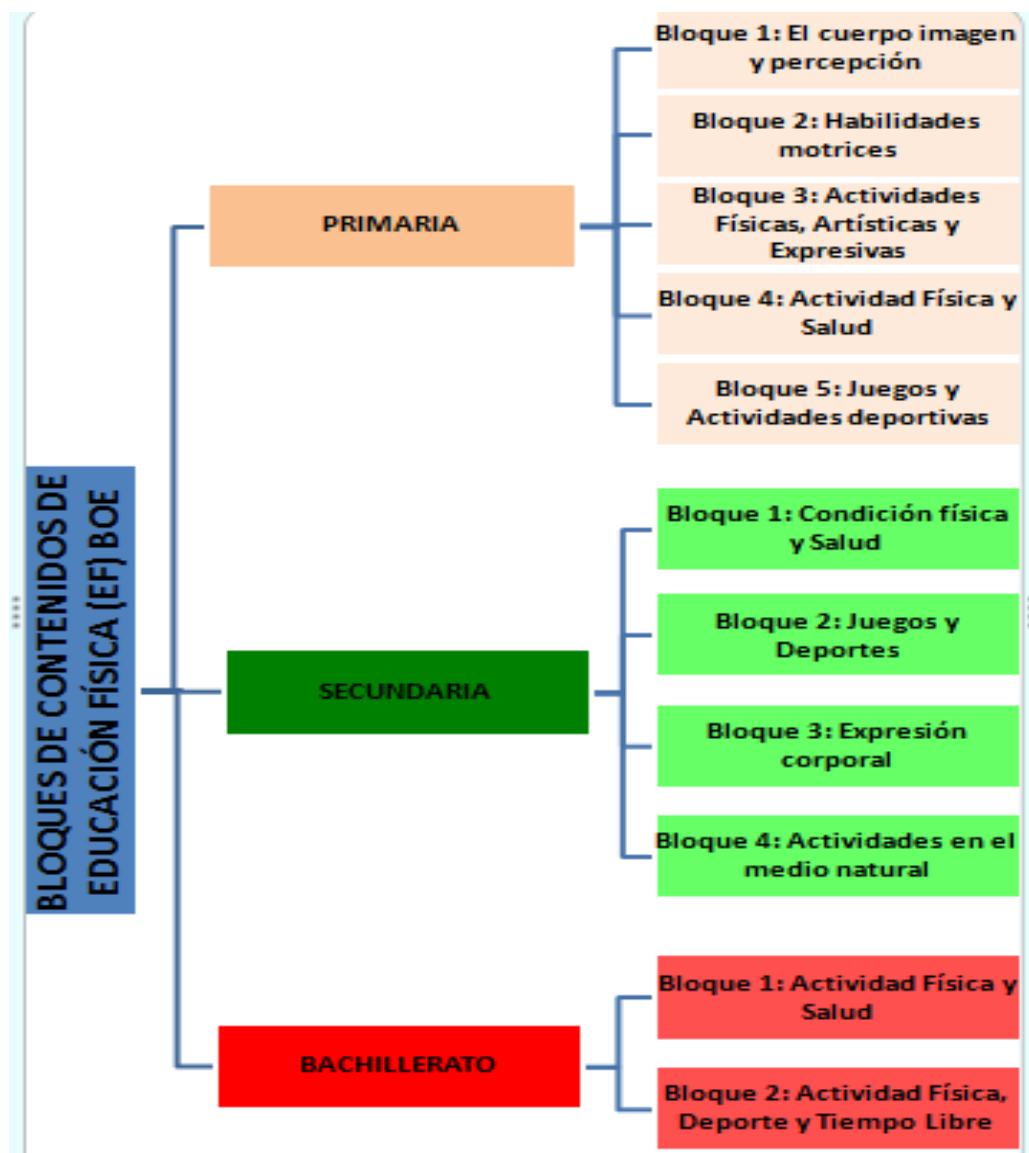 BLOQUES DE CONTENIDOS DE
EDUCACIÓN FÍSICA (EF) BOE
PRIMARIA
Bloque 1: El cuerpo imagen
y percepción
Bloque 2: Habilidades
motrices
Bloque 3: Actividades
Físicas, Artísticas y
Expresivas
Bloque 4: Actividad Física y
Salud
Bloque 5: Juegos y
Actividades deportivas
SECUNDARIA
Bloque 1: Condición física
y Salud
Bloque 2: Juegos y
Deportes
Bloque 3: Expresión
corporal
Bloque 4: Actividades en el
medio natural
BACHILLERATO
Bloque 1: Actividad Física y
Salud
Bloque 2: Actividad Física,
Deporte y Tiempo Libre